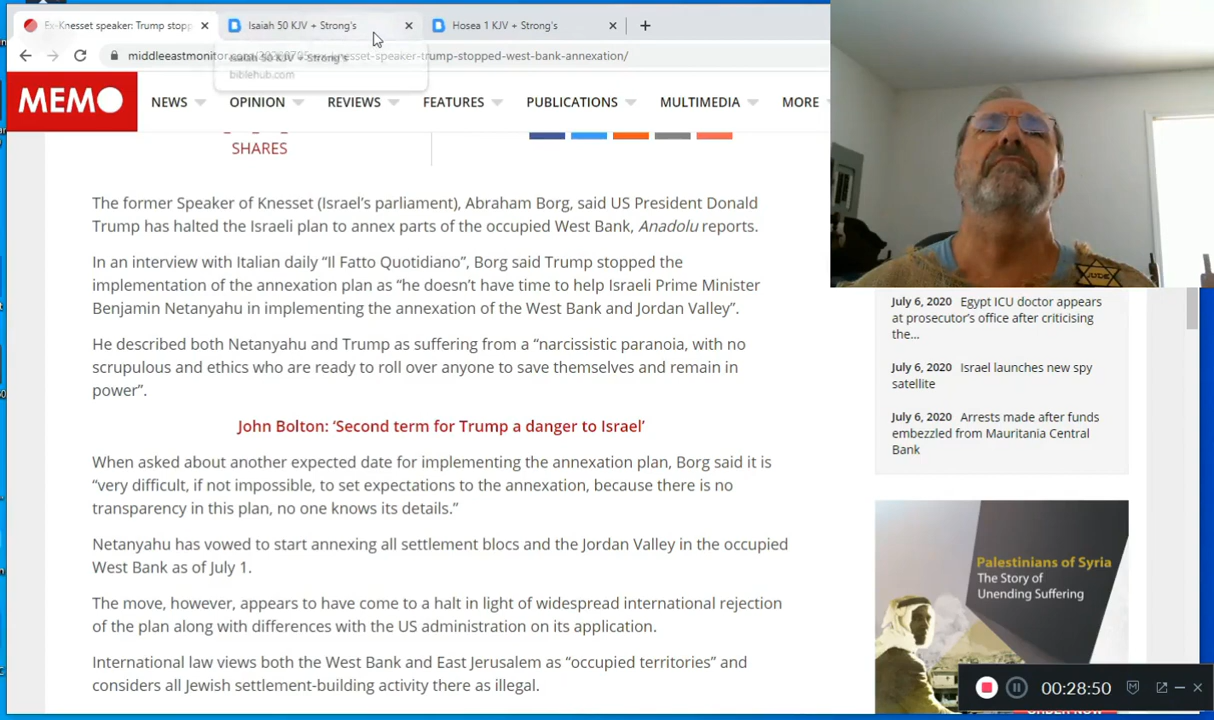 Ex-Knesset speaker: Trump stopp
Isaiah 50 KJV + Strong's
Hosea 1 KJV + Strong's
Isaiah 50 KJV + Strong's
biblehub.com
MEMO
NEWS
OPINION
REVIEWS
FEATURES
PUBLICATIONS
MULTIMEDIA
MORE
SHARES
The former Speaker of Knesset (Israel's parliament), Abraham Borg, said US President Donald
Trump has halted the Israeli plan to annex parts of the occupied West Bank, Anadolu reports.
In an interview with Italian daily “Il Fatto Quotidiano”, Borg said Trump stopped the
implementation of the annexation plan as “he doesn't have time to help Israeli Prime Minister
Benjamin Netanyahu in implementing the annexation of the West Bank and Jordan Valley”.
He described both Netanyahu and Trump as suffering from a “narcissistic paranoia, with no
scrupulous and ethics who are ready to roll over anyone to save themselves and remain in
power”.
John Bolton: ‘Second term for Trump a danger to Israel’
When asked about another expected date for implementing the annexation plan, Borg said it is
“very difficult, if not impossible, to set expectations to the annexation, because there is no
transparency in this plan, no one knows its details.”
Netanyahu has vowed to start annexing all settlement blocs and the Jordan Valley in the occupied
West Bank as of July 1.
The move, however, appears to have come to a halt in light of widespread international rejection
of the plan along with differences with the US administration on its application.
International law views both the West Bank and East Jerusalem as “occupied territories” and
considers all Jewish settlement-building activity there as illegal.
JUDE
July 6, 2020 Egypt ICU doctor appears
at prosecutor's office after criticising
the...
July 6, 2020 Israel launches new spy
satellite
July 6, 2020 Arrests made after funds
embezzled from Mauritania Central
Bank
Palestinians of Syria
The Story of
Unending Suffering
00:28:50